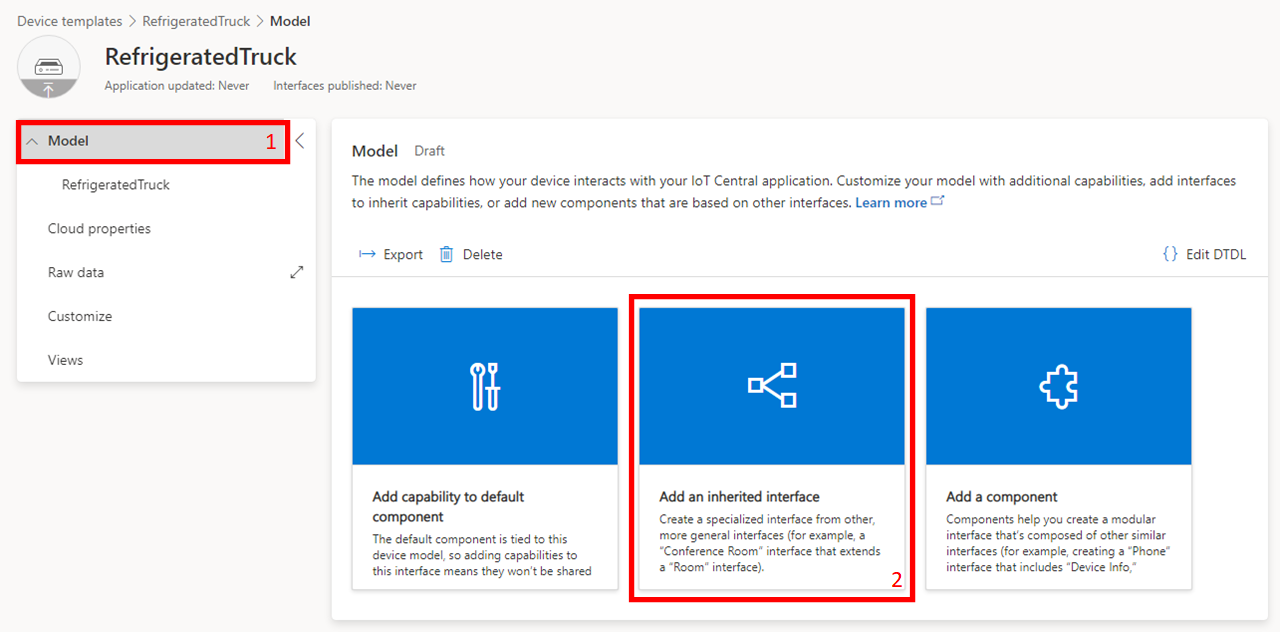 Device templates > RefrigeratedTruck > Model
RefrigeratedTruck
Application updated: Never Interfaces published: Never
Model 1
RefrigeratedTruck
Cloud properties
Raw data
Customize
Views
Model Draft
The model defines how your device interacts with your IoT Central application. Customize your model with additional capabilities, add interfaces
to inherit capabilities, or add new components that are based on other interfaces. Learn more
Export Delete
{} Edit DTDL
Add capability to default
component
The default component is tied to this
device model, so adding capabilities to
this interface means they won't be shared
Add an inherited interface
Create a specialized interface from other,
more general interfaces (for example, a
“Conference Room” interface that extends
a “Room” interface).
2
Add a component
Components help you create a modular
interface that's composed of other similar
interfaces (for example, creating a “Phone”
interface that includes “Device Info,”